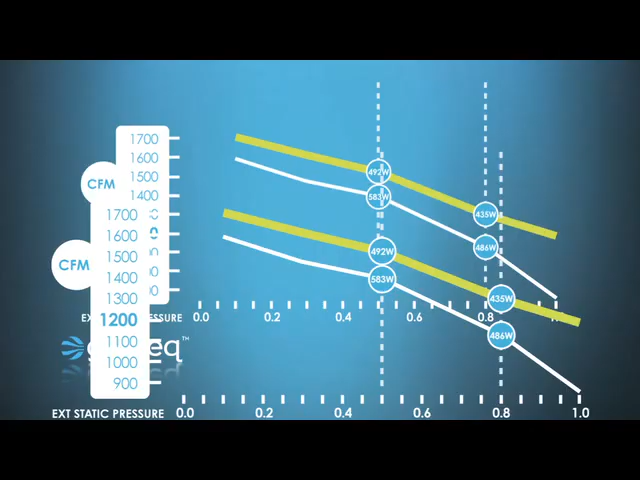 1700
1600
1500
1400
CFM
492W
583W
435W
486W
0.0
0.2
0.4
0.6
0.8
SURE
1700
1600
1500
1400
1300
1200
1100
1000
900
CFM
492W
583W
435W
486W
eq™
EXT STATIC PRESSURE
0.0
0.2
0.4
0.6
0.8
1.0